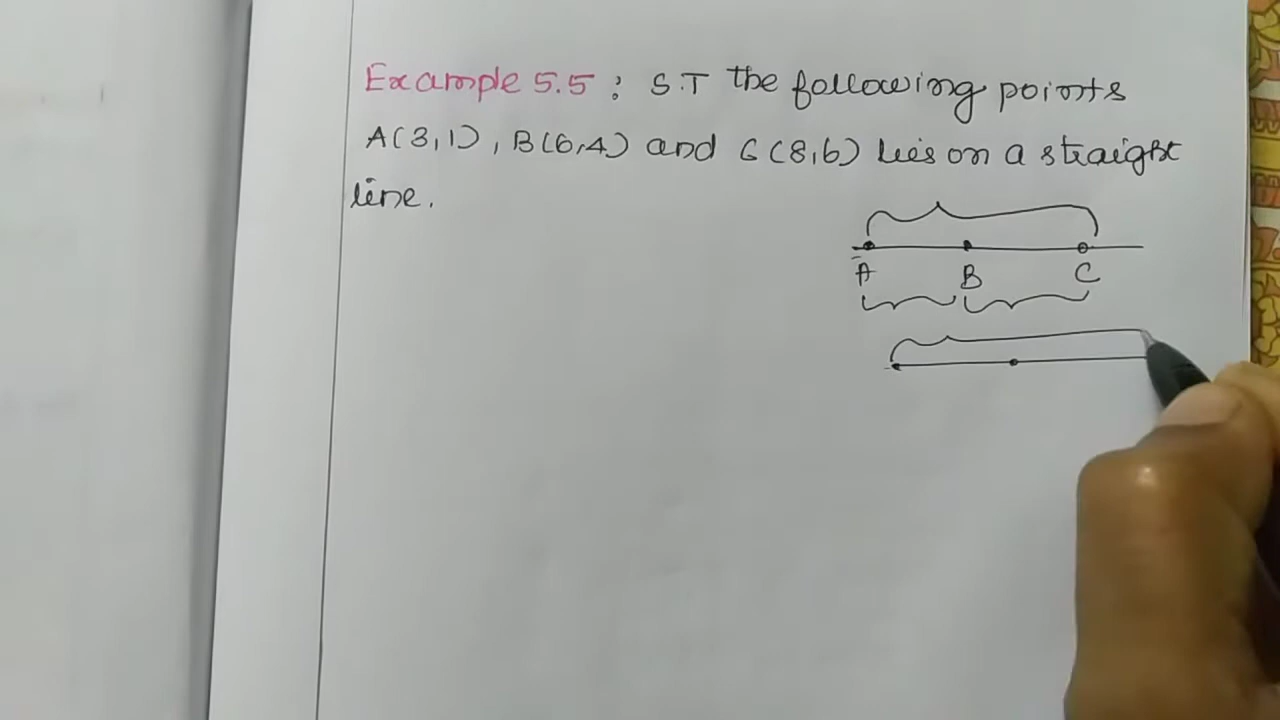 Example 5.5 : S.T the following points
A(3,1), B(6,4) and C(8,6) lies on a straight
line.
A B C